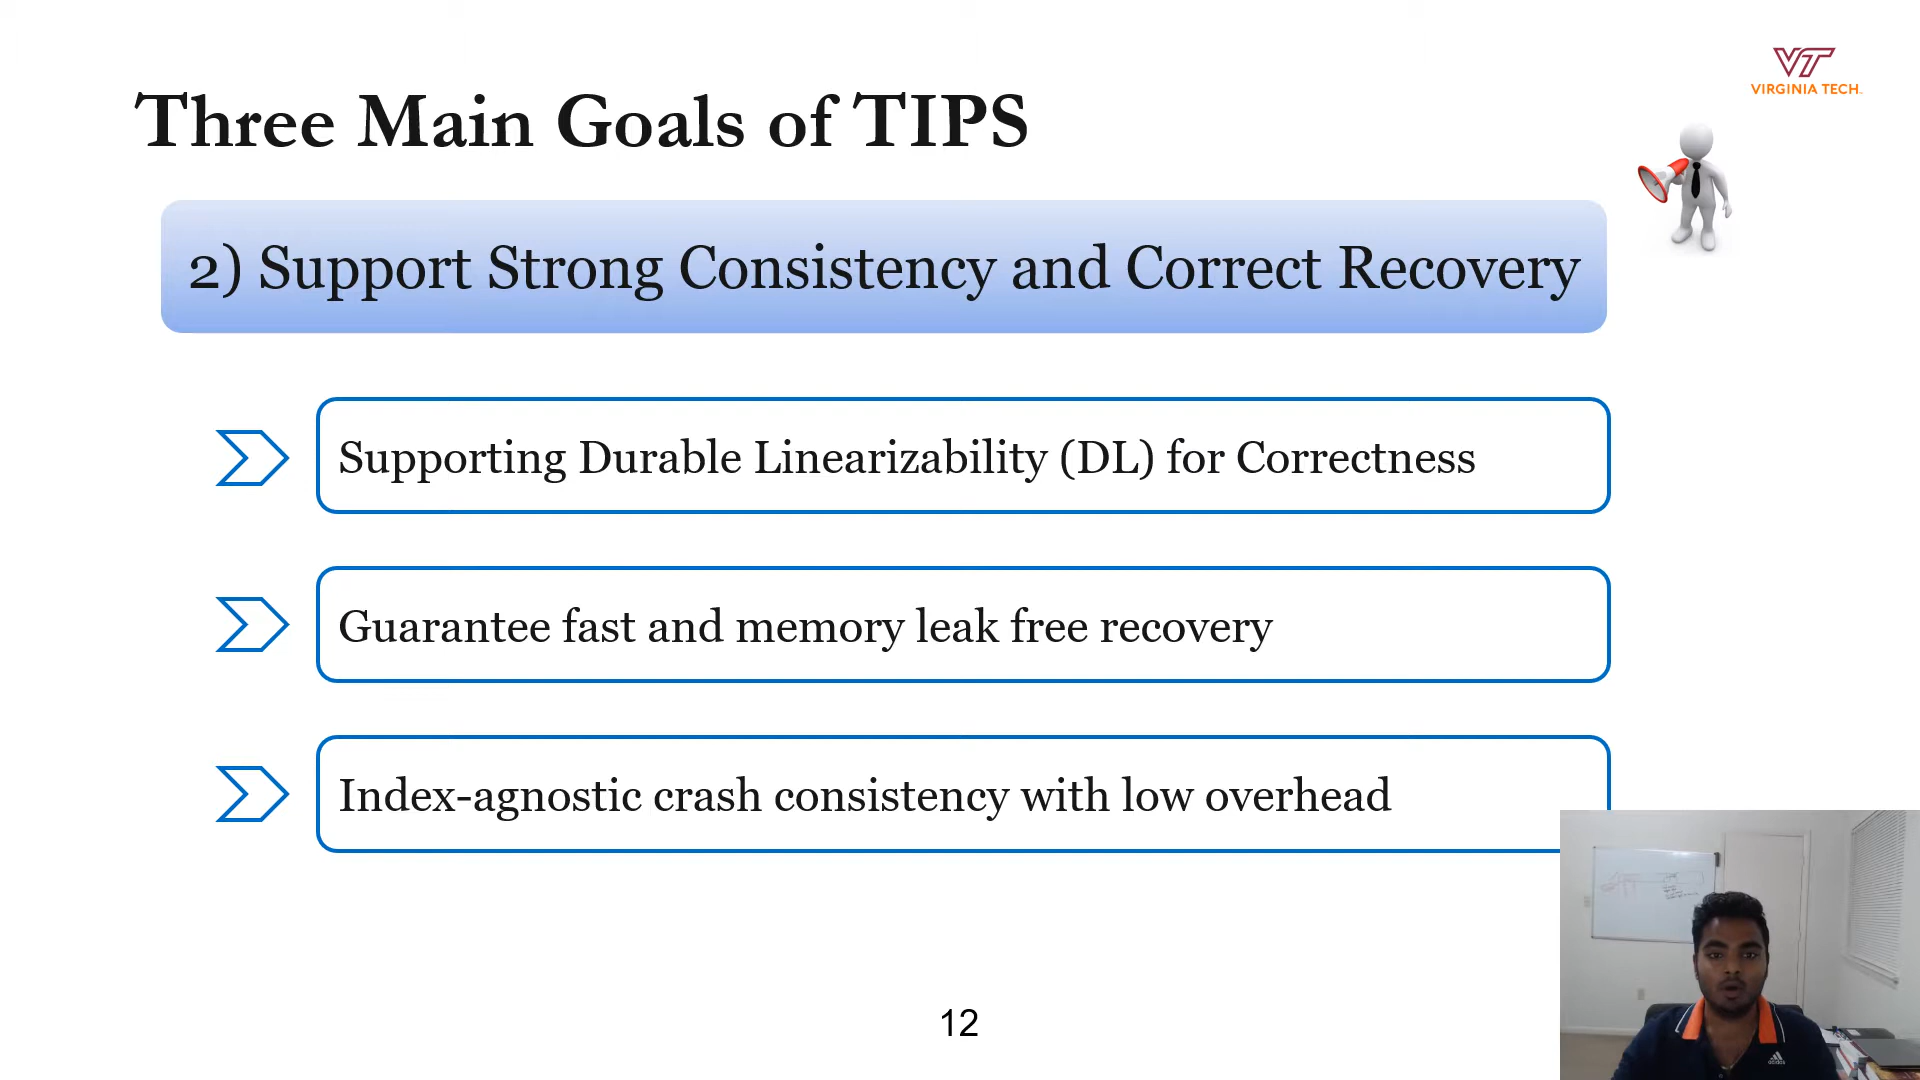 VIRGINIA TECH.
Three Main Goals of TIPS
2) Support Strong Consistency and Correct Recovery
Supporting Durable Linearizability (DL) for Correctness
Guarantee fast and memory leak free recovery
Index-agnostic crash consistency with low overhead
adidas
12